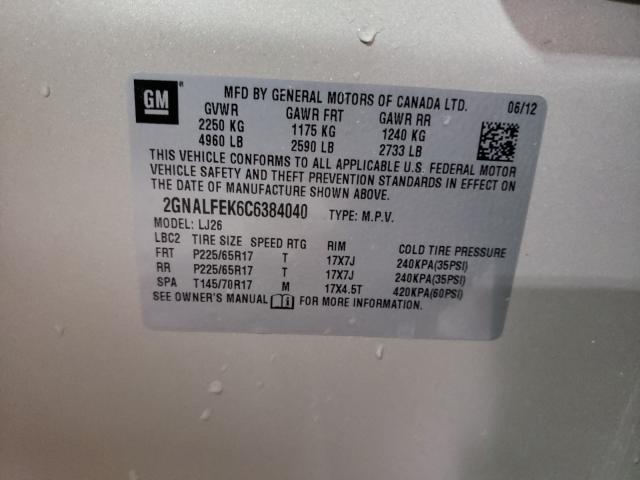 GM ® MFD BY GENERAL MOTORS OF CANADA LTD. 06/12
GVWR GAWR FRT GAWR RR
2250 KG 1175 KG 1240 KG
4960 LB 2590 LB 2733 LB
THIS VEHICLE CONFORMS TO ALL APPLICABLE U.S. FEDERAL MOTOR
VEHICLE SAFETY AND THEFT PREVENTION STANDARDS IN EFFECT ON
THE DATE OF MANUFACTURE SHOWN ABOVE.
2GNALFEK6C6384040 TYPE: M.P.V.
MODEL: LJ26
LBC2 TIRE SIZE SPEED RTG RIM COLD TIRE PRESSURE
FRT P225/65R17 T 17X7J 240KPA(35PSI)
RR P225/65R17 T 17X7J 240KPA(35PSI)
SPA T145/70R17 M 17X4.5T 420KPA(60PSI)
SEE OWNER'S MANUAL FOR MORE INFORMATION.